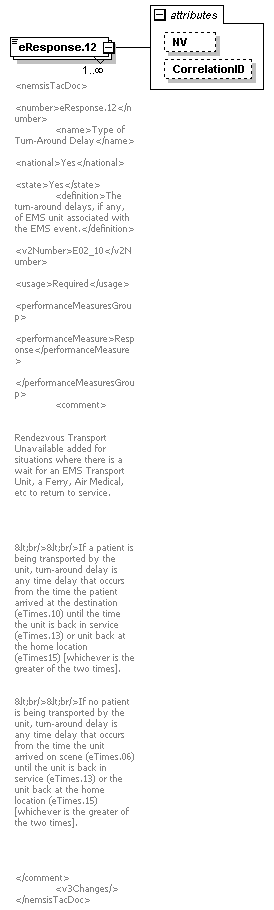 attributes
eResponse.12
NV
CorrelationID
1..∞
<nemsisTacDoc>
<number>eResponse.12</n
umber>
<name>Type of
Turn-Around Delay</name>
<national>Yes</national>
<state>Yes</state>
<definition>The
turn-around delays, if any,
of EMS unit associated with
the EMS event.</definition>
<v2Number>E02_10</v2N
umber>
<usage>Required</usage>
<performanceMeasuresGrou
p>
<performanceMeasure>Resp
onse</performanceMeasure
>
</performanceMeasuresGrou
p>
<comment>
Rendezvous Transport
Unavailable added for
situations where there is a
wait for an EMS Transport
Unit, a Ferry, Air Medical,
etc to return to service.
&lt;br/>&lt;br/>If a patient is
being transported by the
unit, turn-around delay is
any time delay that occurs
from the time the patient
arrived at the destination
(eTimes.10) until the time
the unit is back in service
(eTimes.13) or unit back at
the home location
(eTimes15) [whichever is the
greater of the two times].
&lt;br/>&lt;br/>If no patient
is being transported by the
unit, turn-around delay is
any time delay that occurs
from the time the unit
arrived on scene (eTimes.06)
until the unit is back in
service (eTimes.13) or the
unit back at the home
location (eTimes.15)
[whichever is the greater of
the two times].
</comment>
<v3Changes/>
</nemsisTacDoc>